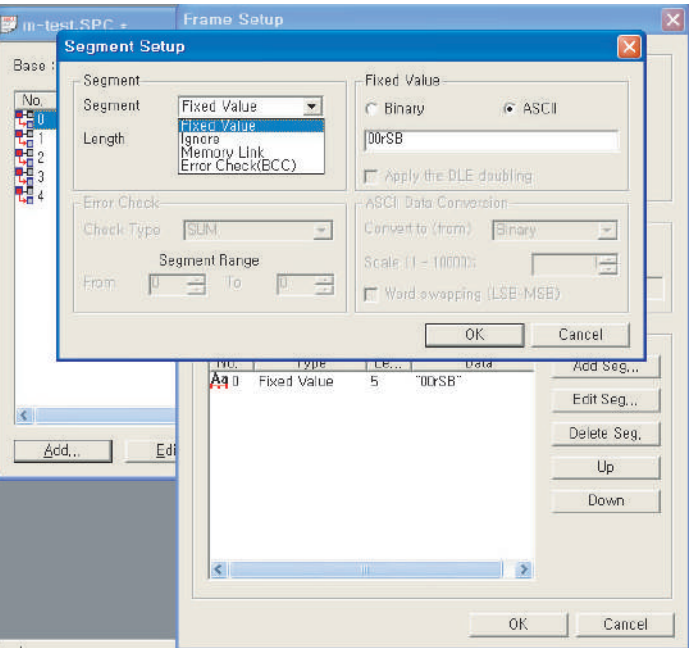 m-test.SPC *
Frame Setup
Base :
No.
0
1
2
3
4
Add...
Edi
Segment Setup
Segment
Segment
Fixed Value
Fixed Value
Ignore
Memory Link
Error Check(BCC)
Length
Fixed Value
Binary
ASCII
00rSB
Apply the DLE doubling
Error Check
Check Type
SUM
Segment Range
From
0
To
0
ASCII Data Conversion
Convert to (from)
Binary
Scale (1 - 10000):
1
Word swapping (LSB-MSB)
OK
Cancel
No.
Type
Le...
Data
0
Fixed Value
5
"00rSB"
Add Seg...
Edit Seg...
Delete Seg.
Up
Down
OK
Cancel